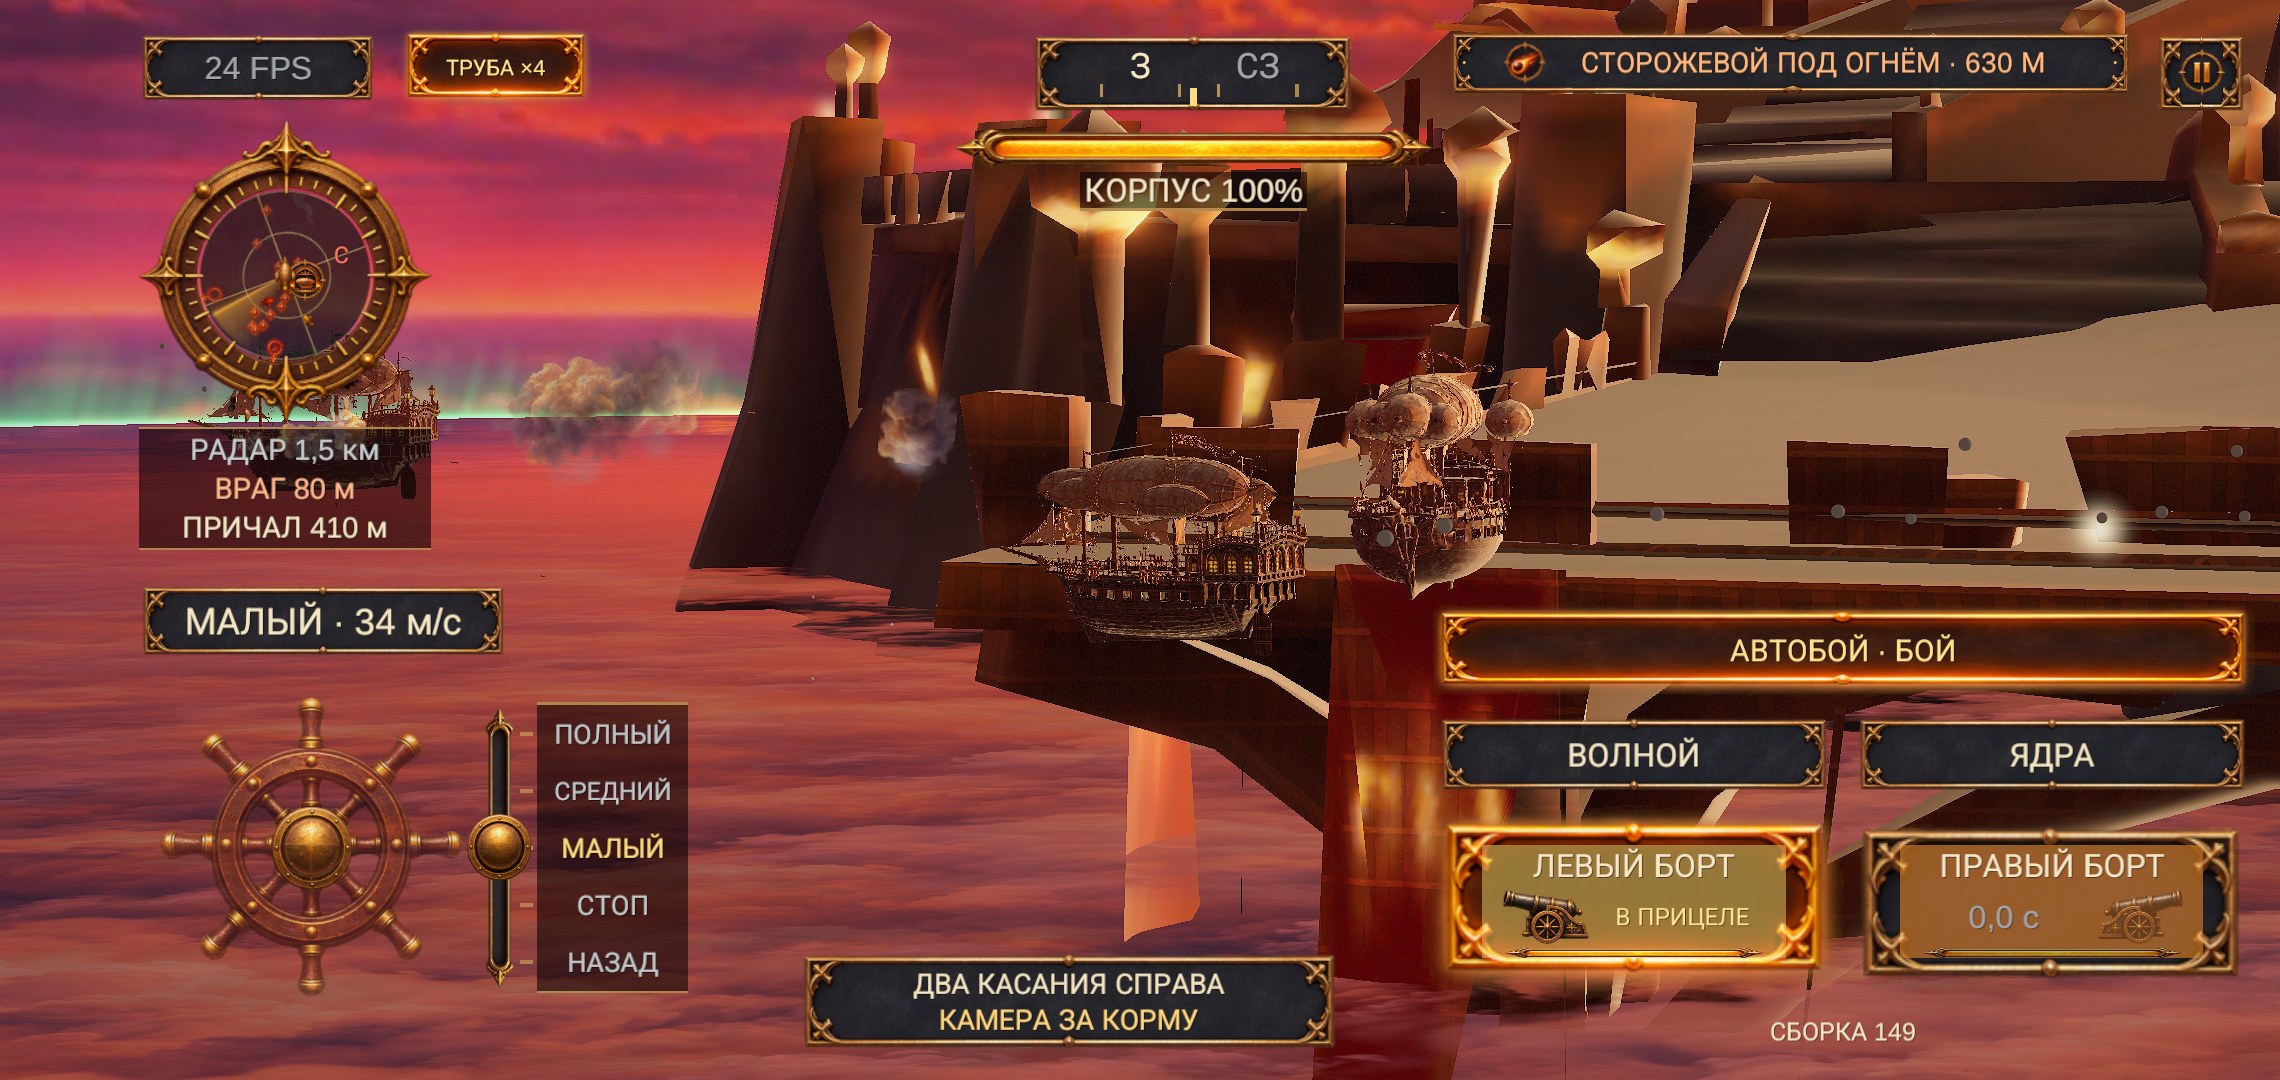 24 FPS
ТРУБА ×4
З СЗ
СТОРОЖЕВОЙ ПОД ОГНЁМ · 630 М
КОРПУС 100%
С
РАДАР 1,5 км
ВРАГ 80 м
ПРИЧАЛ 410 м
МАЛЫЙ · 34 м/с
ПОЛНЫЙ
СРЕДНИЙ
МАЛЫЙ
СТОП
НАЗАД
АВТОБОЙ · БОЙ
ВОЛНОЙ
ЯДРА
ЛЕВЫЙ БОРТ
В ПРИЦЕЛЕ
ПРАВЫЙ БОРТ
0,0 с
ДВА КАСАНИЯ СПРАВА
КАМЕРА ЗА КОРМУ
СБОРКА 149